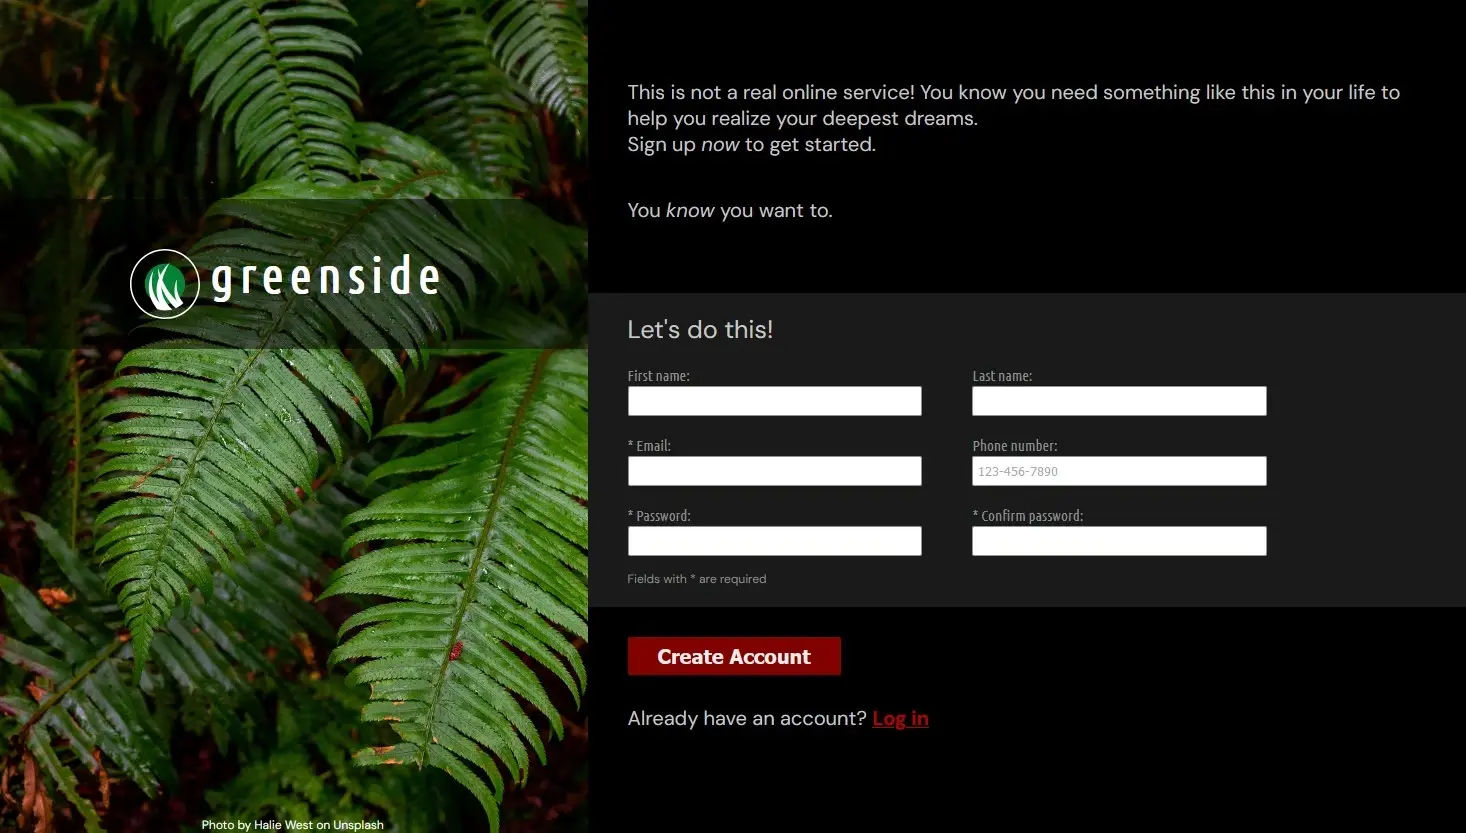 greenside
Photo by Halie West on Unsplash
This is not a real online service! You know you need something like this in your life to
help you realize your deepest dreams.
Sign up now to get started.
You know you want to.
Let's do this!
First name:
Last name:
* Email:
Phone number:
123-456-7890
* Password:
* Confirm password:
Fields with * are required
Create Account
Already have an account? Log in